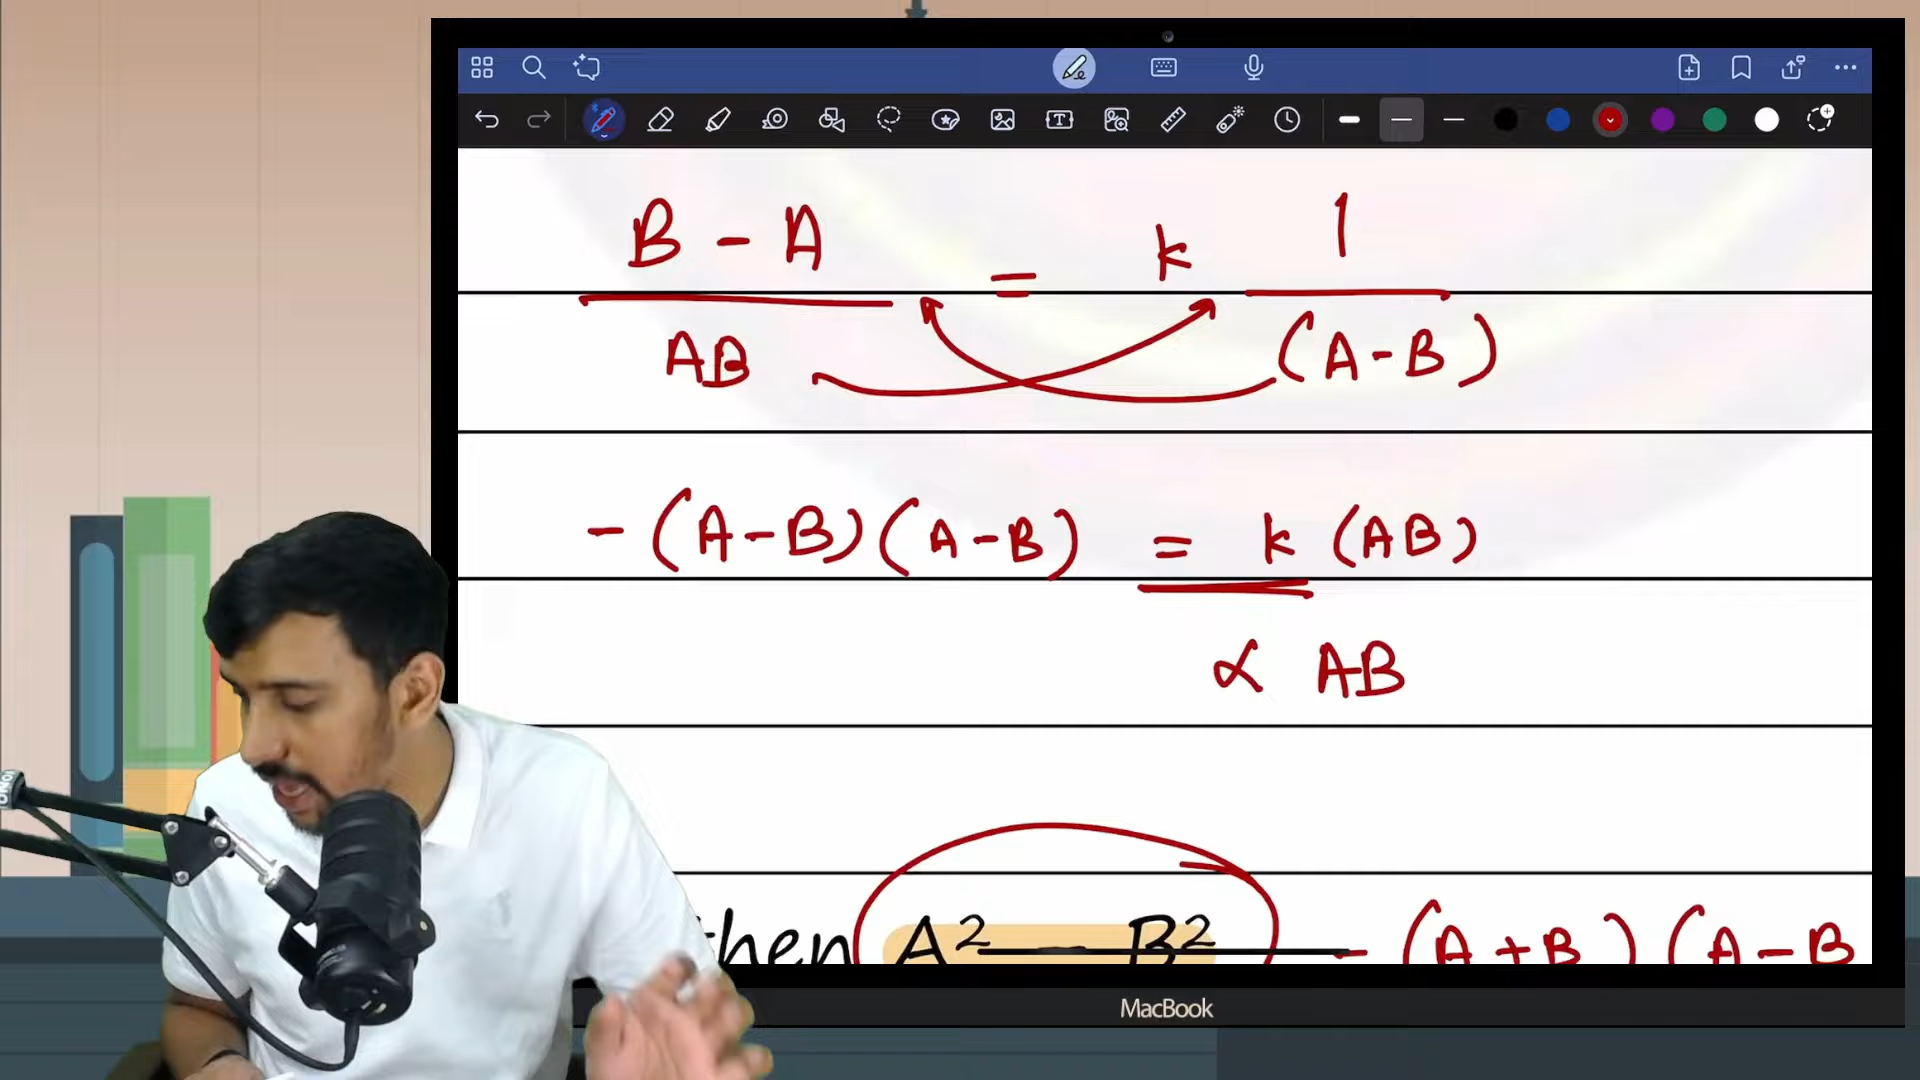 B - A = k 1
AB (A-B)
-(A-B)(A-B) = k (AB)
∝ AB
then A² - B² - (A+B) (A-B
MacBook